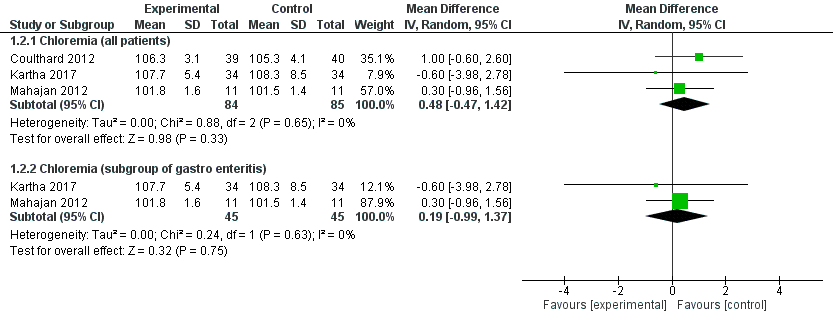 Experimental Control Mean Difference Mean Difference
Study or Subgroup Mean SD Total Mean SD Total Weight IV, Random, 95% CI IV, Random, 95% CI
1.2.1 Chloremia (all patients)
Coulthard 2012 106.3 3.1 39 105.3 4.1 40 35.1% 1.00 [-0.60, 2.60]
Kartha 2017 107.7 5.4 34 108.3 8.5 34 7.9% -0.60 [-3.98, 2.78]
Mahajan 2012 101.8 1.6 11 101.5 1.4 11 57.0% 0.30 [-0.96, 1.56]
Subtotal (95% CI) 84 85 100.0% 0.48 [-0.47, 1.42]
Heterogeneity: Tau² = 0.00; Chi² = 0.88, df = 2 (P = 0.65); I² = 0%
Test for overall effect: Z = 0.98 (P = 0.33)
1.2.2 Chloremia (subgroup of gastro enteritis)
Kartha 2017 107.7 5.4 34 108.3 8.5 34 12.1% -0.60 [-3.98, 2.78]
Mahajan 2012 101.8 1.6 11 101.5 1.4 11 87.9% 0.30 [-0.96, 1.56]
Subtotal (95% CI) 45 45 100.0% 0.19 [-0.99, 1.37]
Heterogeneity: Tau² = 0.00; Chi² = 0.24, df = 1 (P = 0.63); I² = 0%
Test for overall effect: Z = 0.32 (P = 0.75)
-4 -2 0 2 4
Favours [experimental] Favours [control]